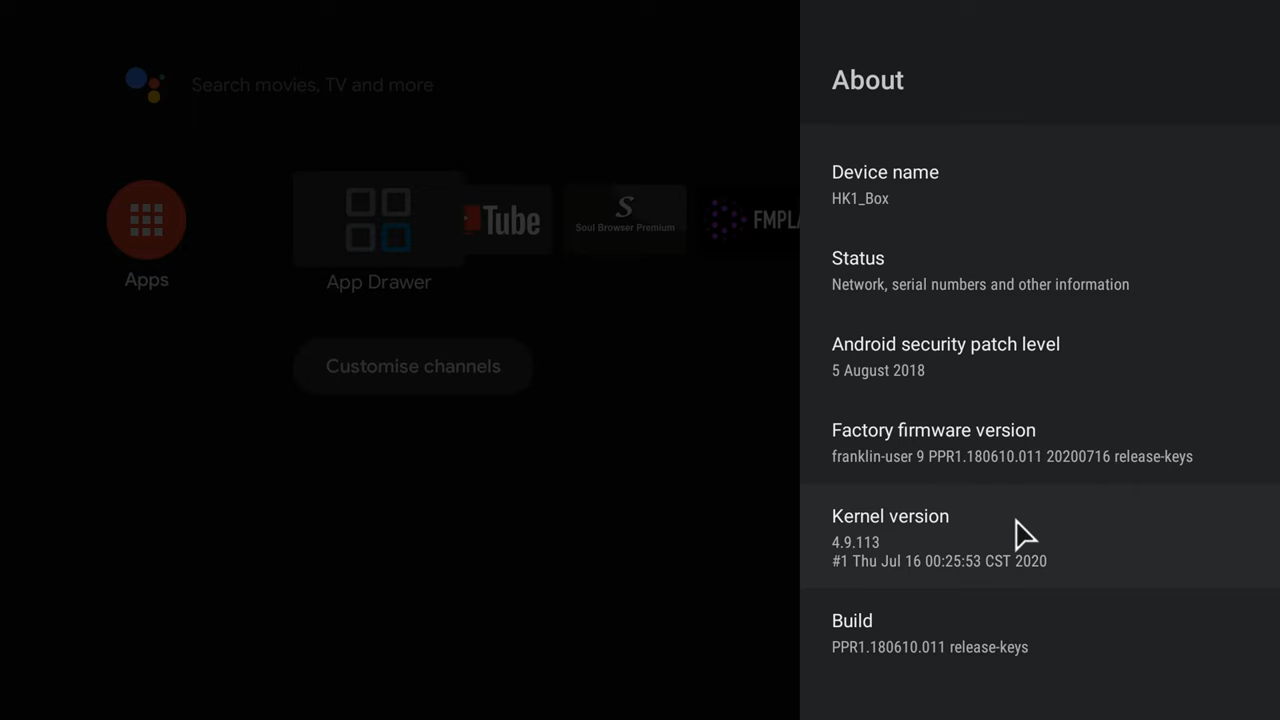 Search movies, TV and more
Tube
S
Soul Browser Premium
FMPLA
Apps
App Drawer
Customise channels
About
Device name
HK1_Box
Status
Network, serial numbers and other information
Android security patch level
5 August 2018
Factory firmware version
franklin-user 9 PPR1.180610.011 20200716 release-keys
Kernel version
4.9.113
#1 Thu Jul 16 00:25:53 CST 2020
Build
PPR1.180610.011 release-keys